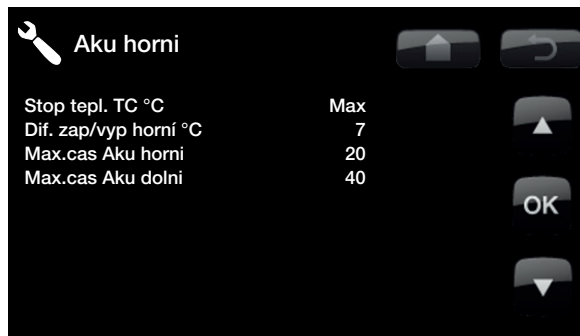 Aku horni
Stop tepl. TC °C Max
Dif. zap/vyp horní °C 7
Max.cas Aku horni 20
Max.cas Aku dolni 40
OK